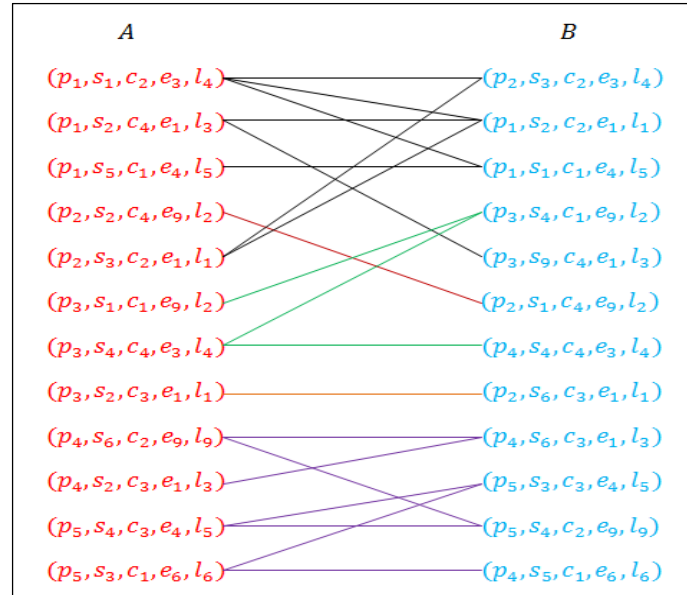 A B
(p₁, s₁, c₂, e₃, l₄) (p₂, s₃, c₂, e₃, l₄)
(p₁, s₂, c₄, e₁, l₃) (p₁, s₂, c₂, e₁, l₁)
(p₁, s₅, c₁, e₄, l₅) (p₁, s₁, c₁, e₄, l₅)
(p₂, s₂, c₄, e₉, l₂) (p₃, s₄, c₁, e₉, l₂)
(p₂, s₃, c₂, e₁, l₁) (p₃, s₉, c₄, e₁, l₃)
(p₃, s₁, c₁, e₉, l₂) (p₂, s₁, c₄, e₉, l₂)
(p₃, s₄, c₄, e₃, l₄) (p₄, s₄, c₄, e₃, l₄)
(p₃, s₂, c₃, e₁, l₁) (p₂, s₆, c₃, e₁, l₁)
(p₄, s₆, c₂, e₉, l₉) (p₄, s₆, c₃, e₁, l₃)
(p₄, s₂, c₃, e₁, l₃) (p₅, s₃, c₃, e₄, l₅)
(p₅, s₄, c₃, e₄, l₅) (p₅, s₄, c₂, e₉, l₉)
(p₅, s₃, c₁, e₆, l₆) (p₄, s₅, c₁, e₆, l₆)